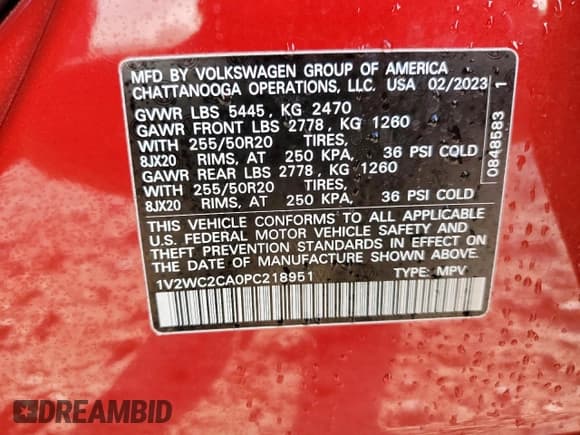 MFD BY VOLKSWAGEN GROUP OF AMERICA
CHATTANOOGA OPERATIONS, LLC. USA 02/2023
GVWR LBS 5445, KG 2470
GAWR FRONT LBS 2778, KG 1260
WITH 255/50R20 TIRES,
8JX20 RIMS, AT 250 KPA, 36 PSI COLD
GAWR REAR LBS 2778, KG 1260
WITH 255/50R20 TIRES,
8JX20 RIMS, AT 250 KPA, 36 PSI COLD
THIS VEHICLE CONFORMS TO ALL APPLICABLE
U.S. FEDERAL MOTOR VEHICLE SAFETY AND
THEFT PREVENTION STANDARDS IN EFFECT ON
DATE OF MANUFACTURE SHOWN ABOVE.
1V2WC2CA0PC218951 TYPE: MPV
0848583 1
DREAMBID